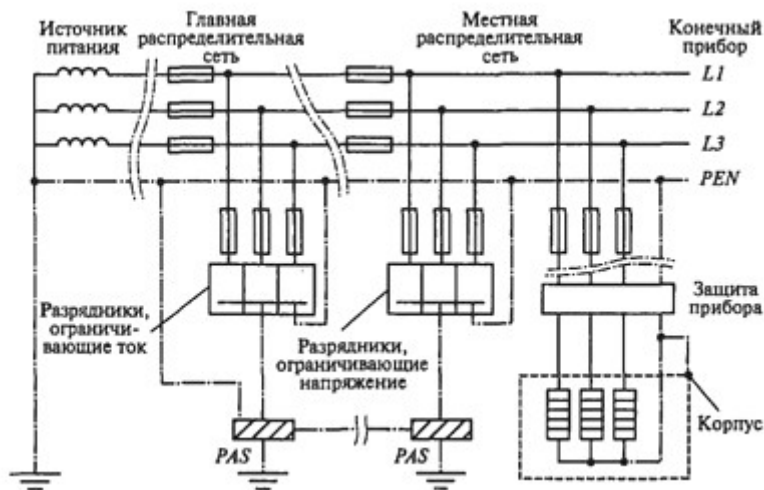 Источник
питания
Главная
распределительная
сеть
Местная
распределительная
сеть
Конечный
прибор
L1
L2
L3
PEN
Разрядники,
ограничи-
вающие ток
Разрядники,
ограничивающие
напряжение
Защита
прибора
Корпус
PAS
PAS